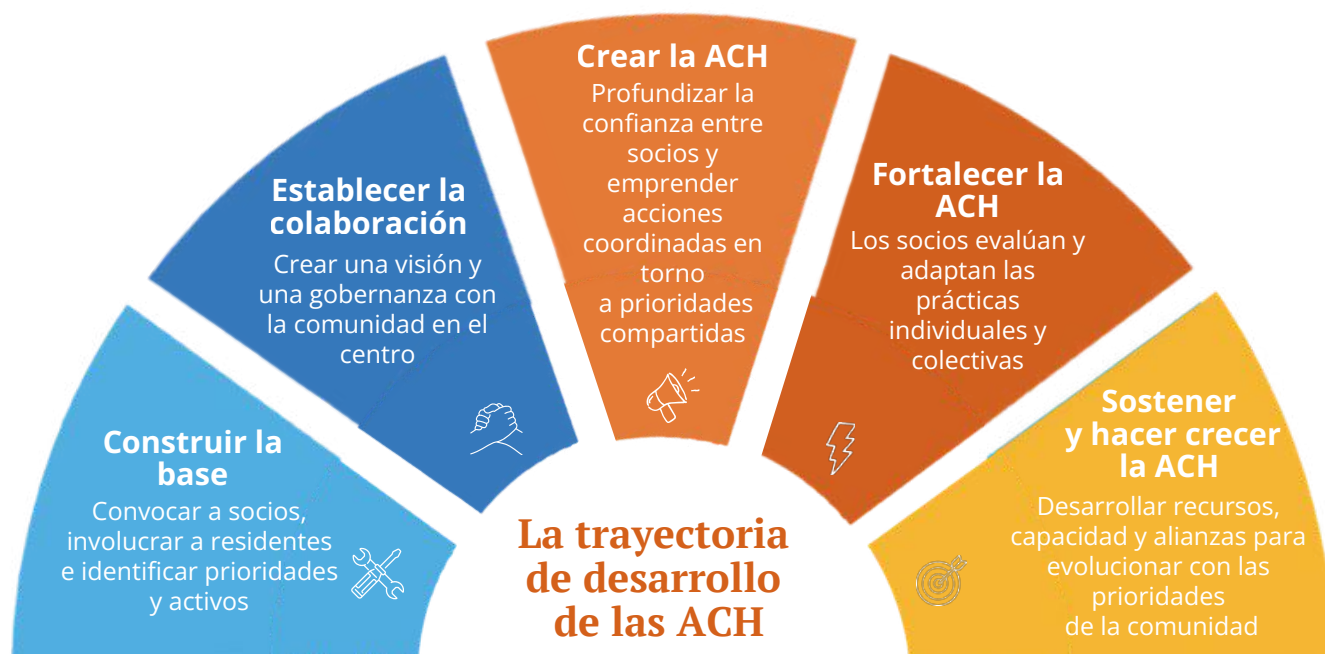 Construir la
base
Convocar a socios,
involucrar a residentes
e identificar prioridades
y activos
Establecer la
colaboración
Crear una visión y
una gobernanza con
la comunidad en el
centro
Crear la ACH
Profundizar la
confianza entre
socios y
emprender
acciones
coordinadas en
torno
a prioridades
compartidas
Fortalecer la
ACH
Los socios evalúan y
adaptan las
prácticas
individuales y
colectivas
Sostener
y hacer crecer
la ACH
Desarrollar recursos,
capacidad y alianzas para
evolucionar con las
prioridades
de la comunidad
La trayectoria
de desarrollo
de las ACH